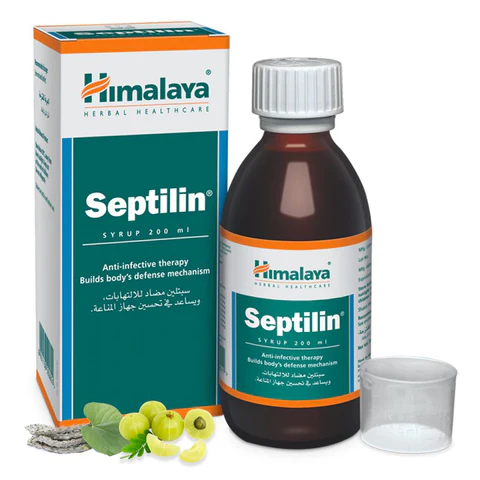 Himalaya®
HERBAL HEALTHCARE
Septilin®
SYRUP 200 ml
Anti-infective therapy
Builds body's defense mechanism
سبتلين مضاد للالتهابات،
ويساعد في تحسين جهاز المناعة.
Himalaya®
HERBAL HEALTHCARE
Septilin®
SYRUP 200 ml
Anti-infective therapy
Builds body's defense mechanism
سبتلين مضاد للالتهابات،
ويساعد في تحسين جهاز المناعة.